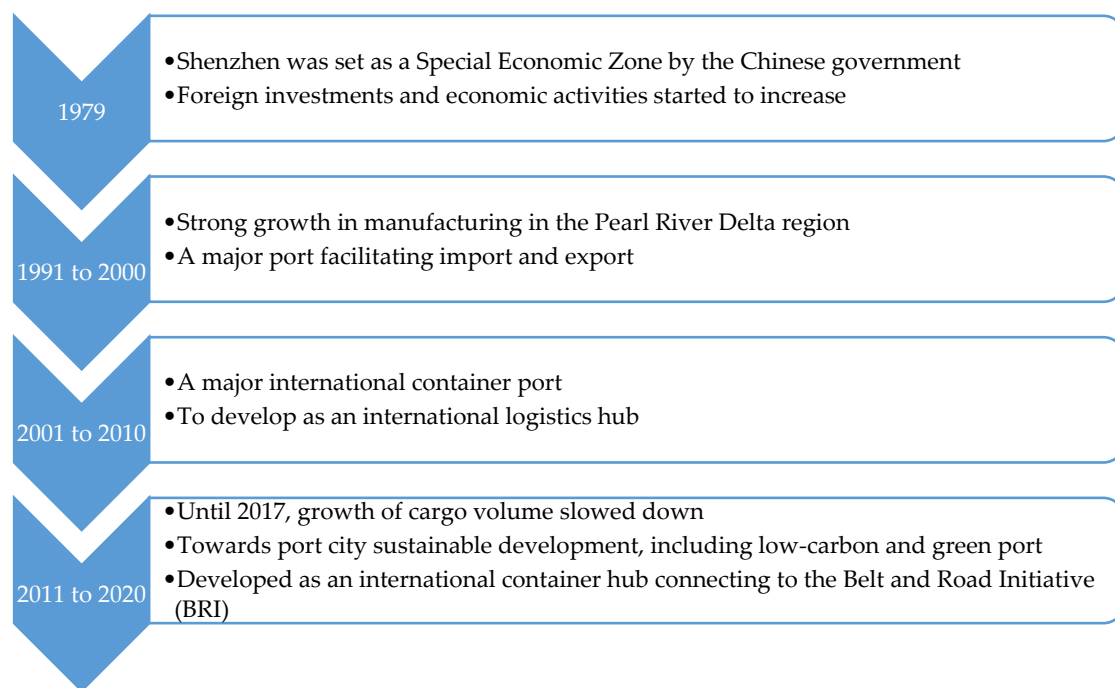 1979
•Shenzhen was set as a Special Economic Zone by the Chinese government
•Foreign investments and economic activities started to increase
1991 to 2000
•Strong growth in manufacturing in the Pearl River Delta region
•A major port facilitating import and export
2001 to 2010
•A major international container port
•To develop as an international logistics hub
2011 to 2020
•Until 2017, growth of cargo volume slowed down
•Towards port city sustainable development, including low-carbon and green port
•Developed as an international container hub connecting to the Belt and Road Initiative
(BRI)